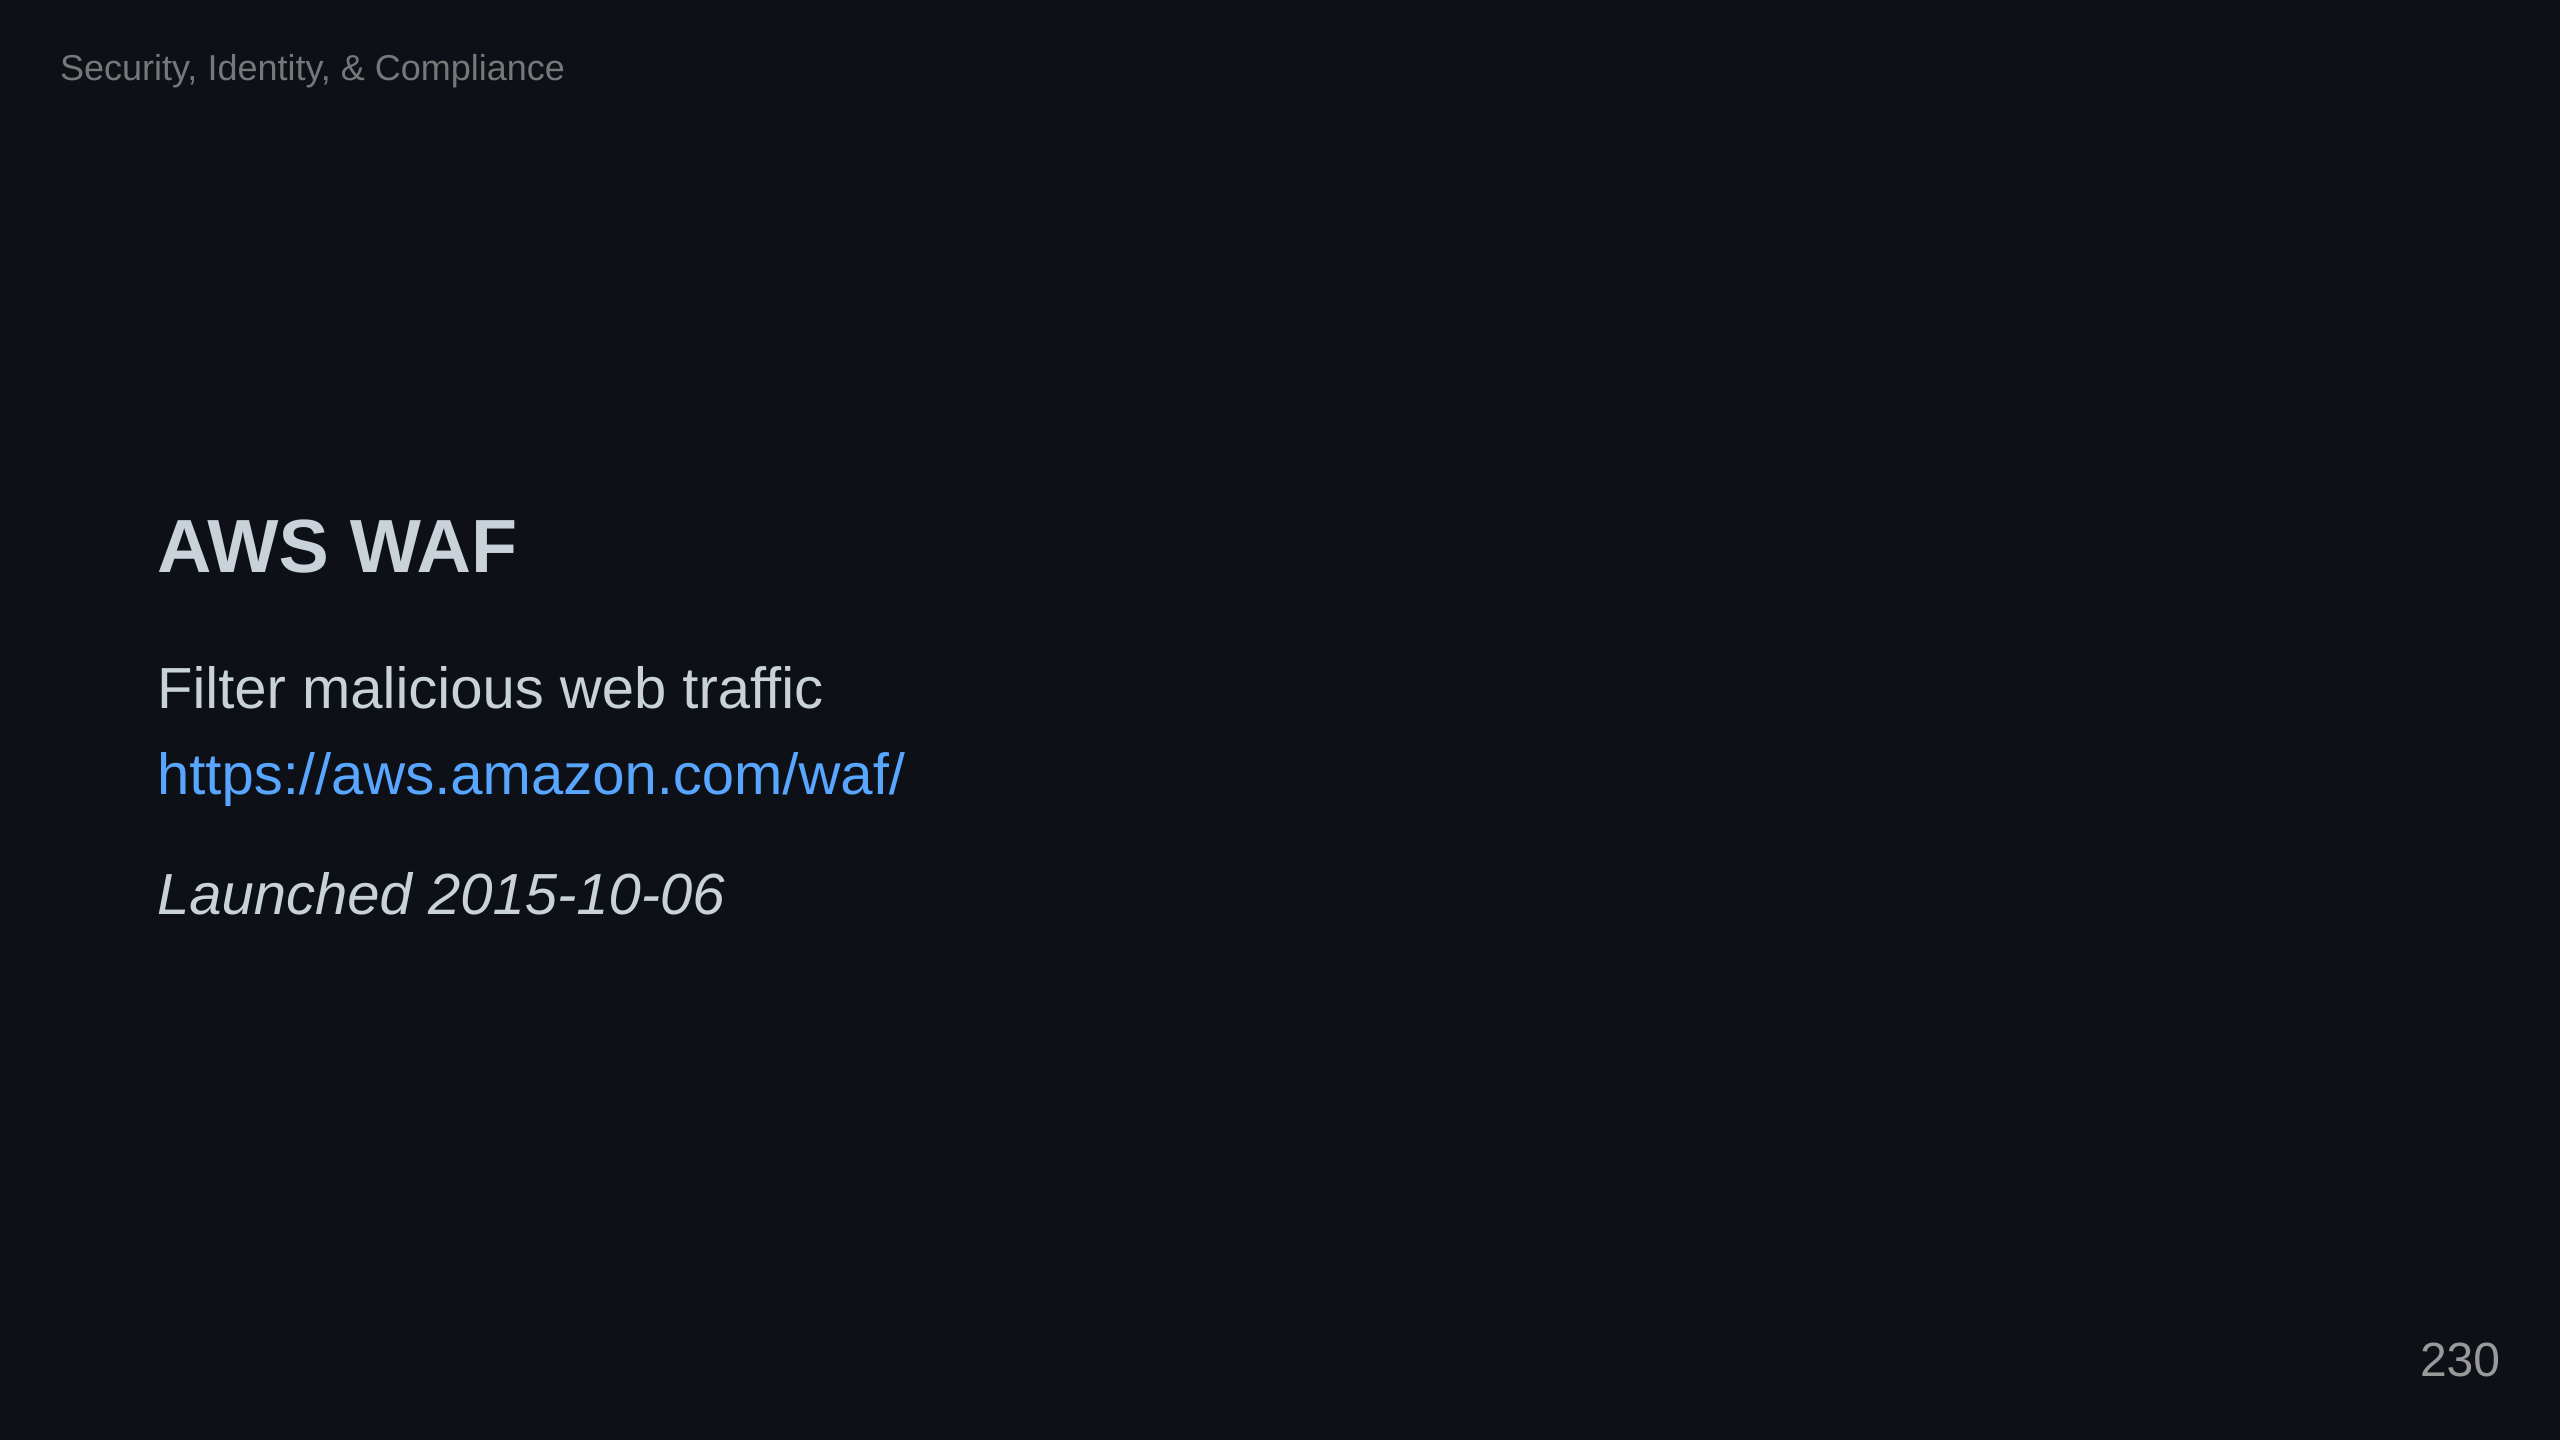 Security, Identity, & Compliance
AWS WAF
Filter malicious web traffic
https://aws.amazon.com/waf/
Launched 2015-10-06
230